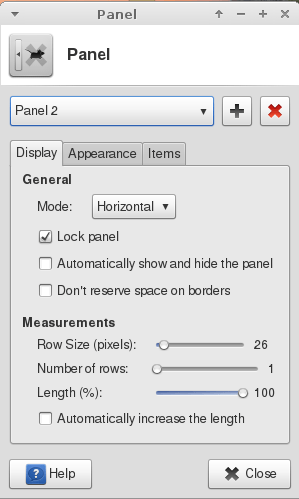 Panel
Panel
Panel 2
Display Appearance Items
General
Mode: Horizontal
Lock panel
Automatically show and hide the panel
Don't reserve space on borders
Measurements
Row Size (pixels): 26
Number of rows: 1
Length (%): 100
Automatically increase the length
? Help Close